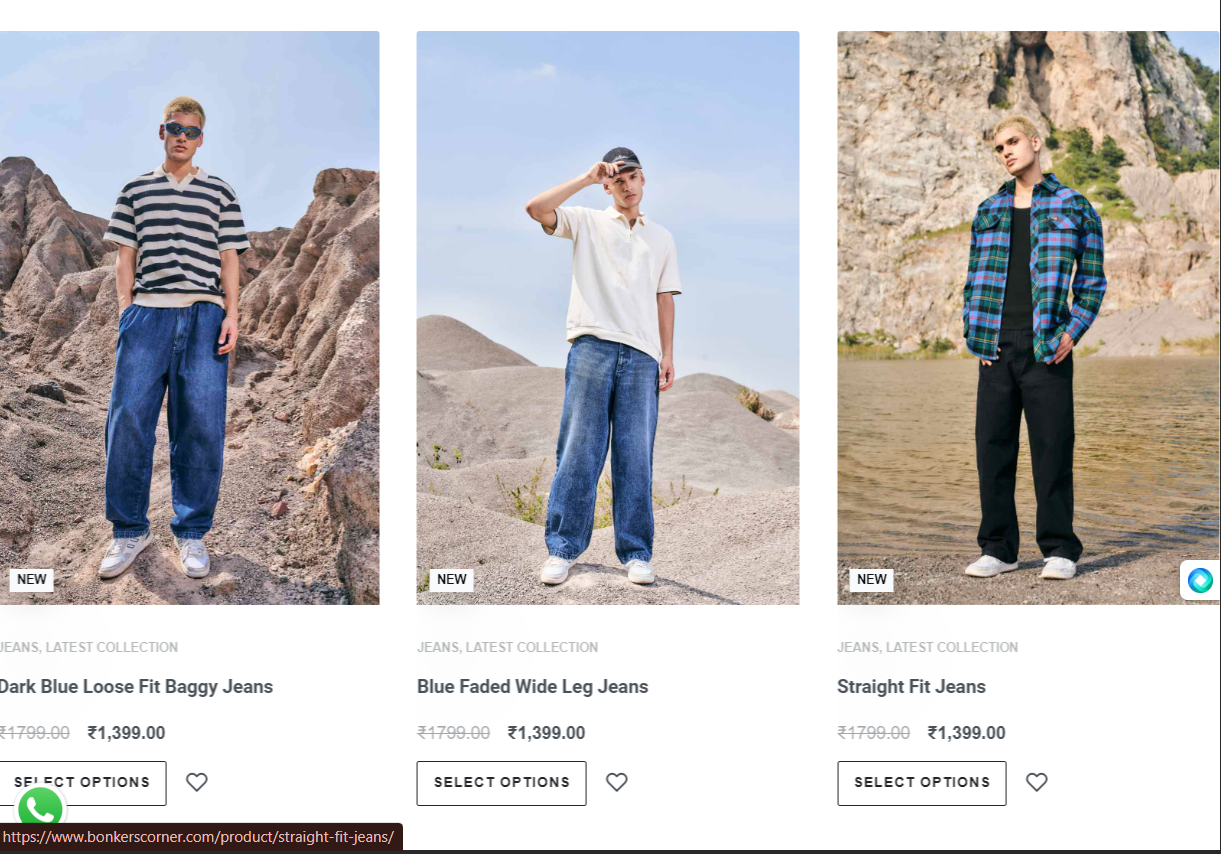 NEW
NEW
NEW
JEANS, LATEST COLLECTION
JEANS, LATEST COLLECTION
JEANS, LATEST COLLECTION
Dark Blue Loose Fit Baggy Jeans
Blue Faded Wide Leg Jeans
Straight Fit Jeans
₹1799.00 ₹1,399.00
₹1799.00 ₹1,399.00
₹1799.00 ₹1,399.00
SELECT OPTIONS
SELECT OPTIONS
SELECT OPTIONS
https://www.bonkerscorner.com/product/straight-fit-jeans/